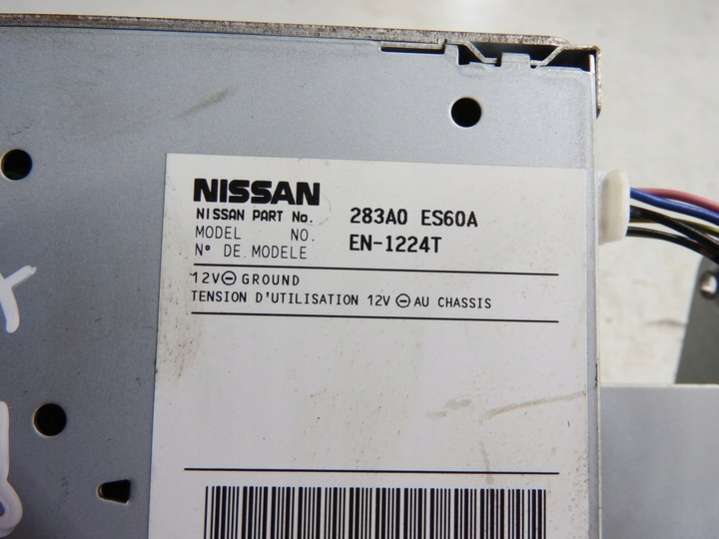 NISSAN
NISSAN PART No. 283A0 ES60A
MODEL NO. EN-1224T
N° DE.MODELE
12V⊖GROUND
TENSION D'UTILISATION 12V ⊖ AU CHASSIS